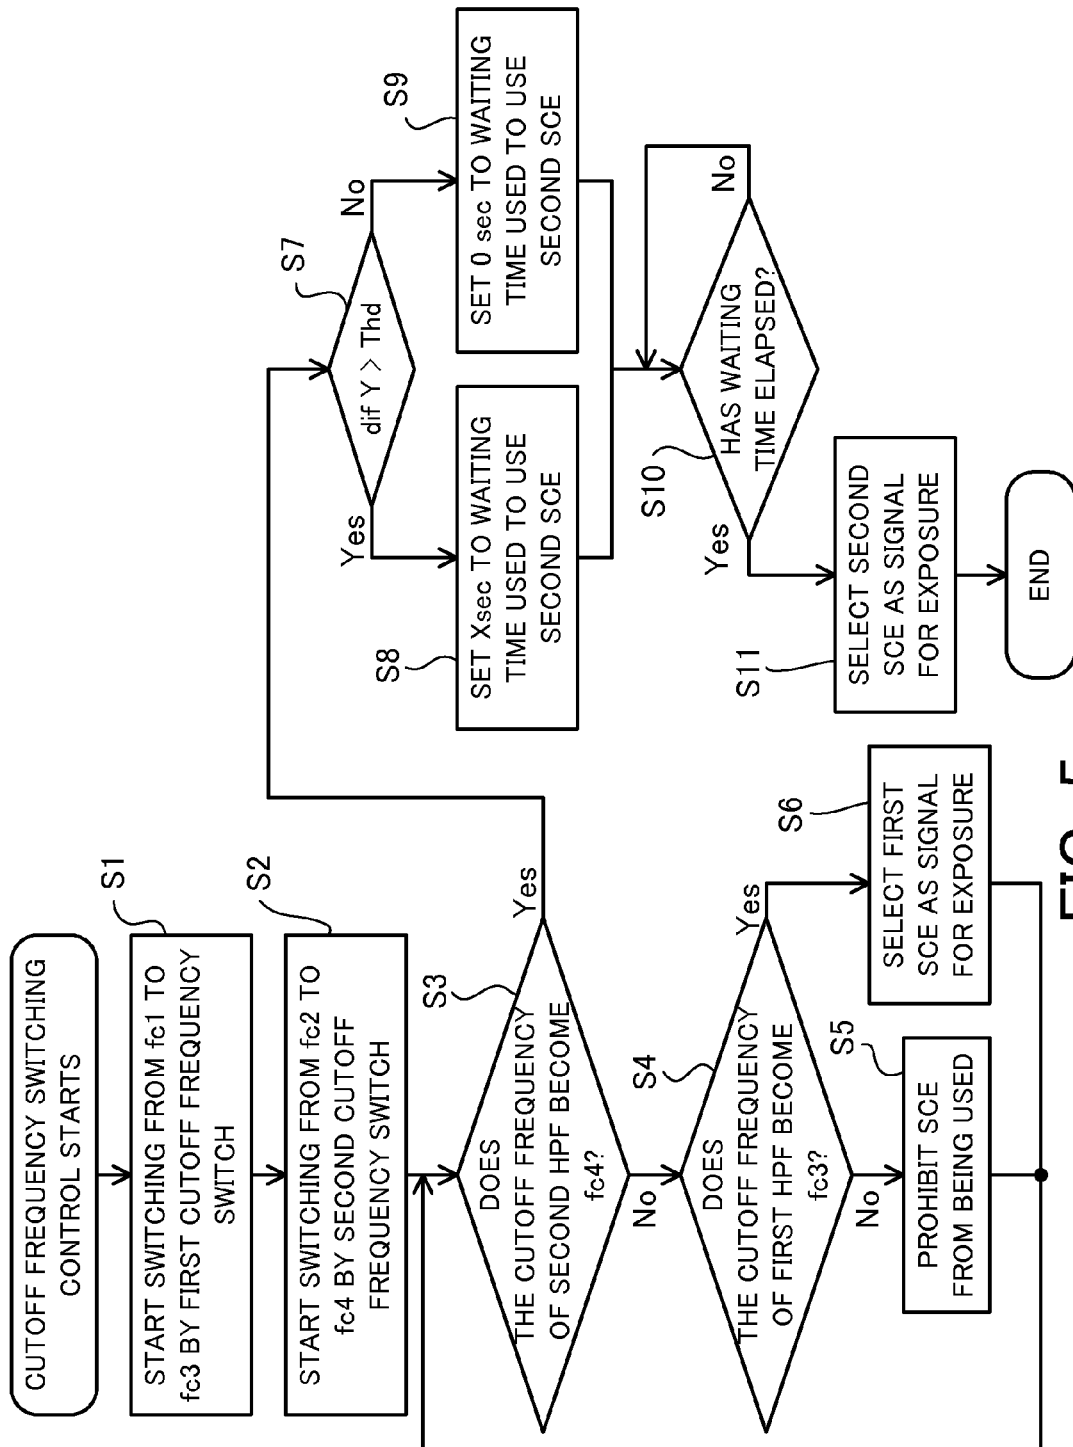 CUTOFF FREQUENCY SWITCHING
CONTROL STARTS
S1
START SWITCHING FROM fc1 TO
fc3 BY FIRST CUTOFF FREQUENCY
SWITCH
S2
START SWITCHING FROM fc2 TO
fc4 BY SECOND CUTOFF
FREQUENCY SWITCH
S3
DOES
THE CUTOFF FREQUENCY
OF SECOND HPF BECOME
fc4?
Yes
No
S4
DOES
THE CUTOFF FREQUENCY
OF FIRST HPF BECOME
fc3?
Yes
No
S5
PROHIBIT SCE
FROM BEING USED
S6
SELECT FIRST
SCE AS SIGNAL
FOR EXPOSURE
S7
dif Y > Thd
Yes
No
S8
SET Xsec TO WAITING
TIME USED TO USE
SECOND SCE
S9
SET 0 sec TO WAITING
TIME USED TO USE
SECOND SCE
S10
HAS WAITING
TIME ELAPSED?
Yes
No
S11
SELECT SECOND
SCE AS SIGNAL
FOR EXPOSURE
END
FIG.